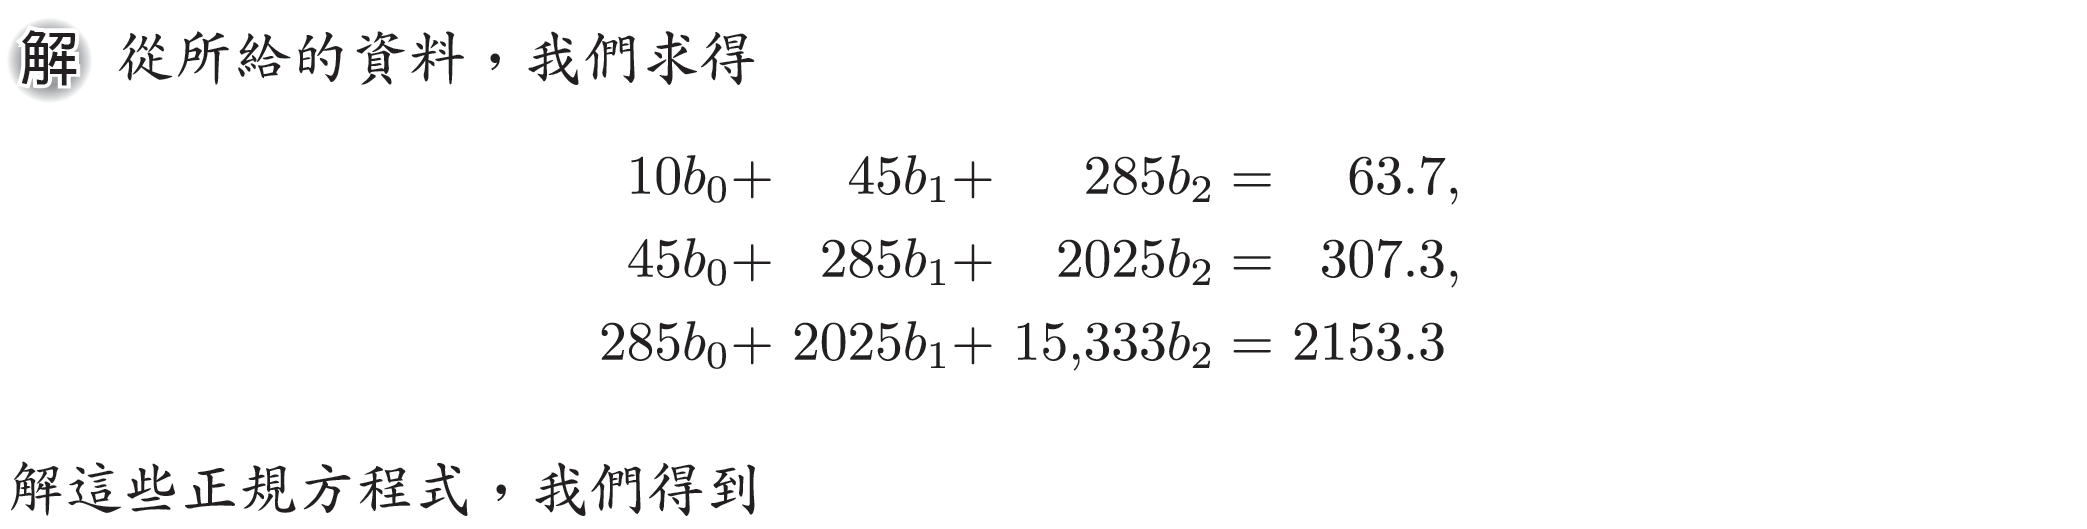 解 從所給的資料，我們求得
10b₀+ 45b₁+ 285b₂ = 63.7,
45b₀+ 285b₁+ 2025b₂ = 307.3,
285b₀+ 2025b₁+ 15,333b₂ = 2153.3
解這些正規方程式，我們得到